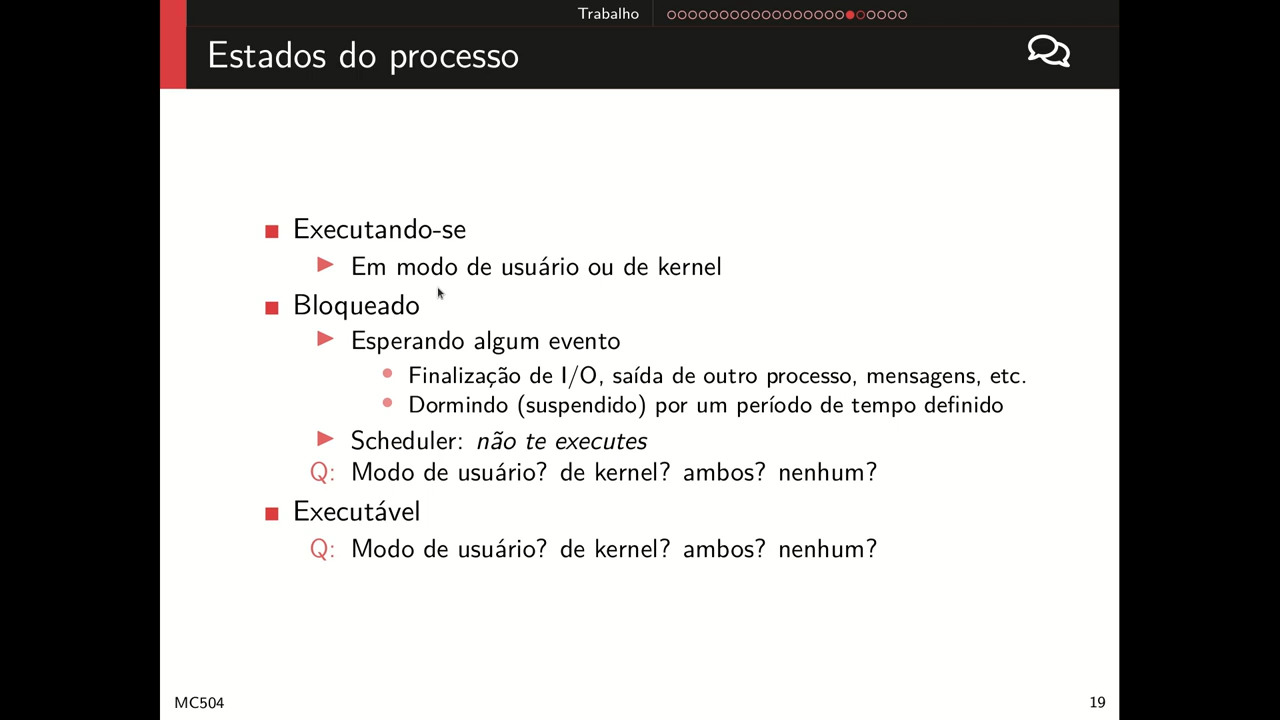 Trabalho
Estados do processo
Executando-se
Em modo de usuário ou de kernel
Bloqueado
Esperando algum evento
Finalização de I/O, saída de outro processo, mensagens, etc.
Dormindo (suspendido) por um período de tempo definido
Scheduler: não te executes
Q: Modo de usuário? de kernel? ambos? nenhum?
Executável
Q: Modo de usuário? de kernel? ambos? nenhum?
MC504
19